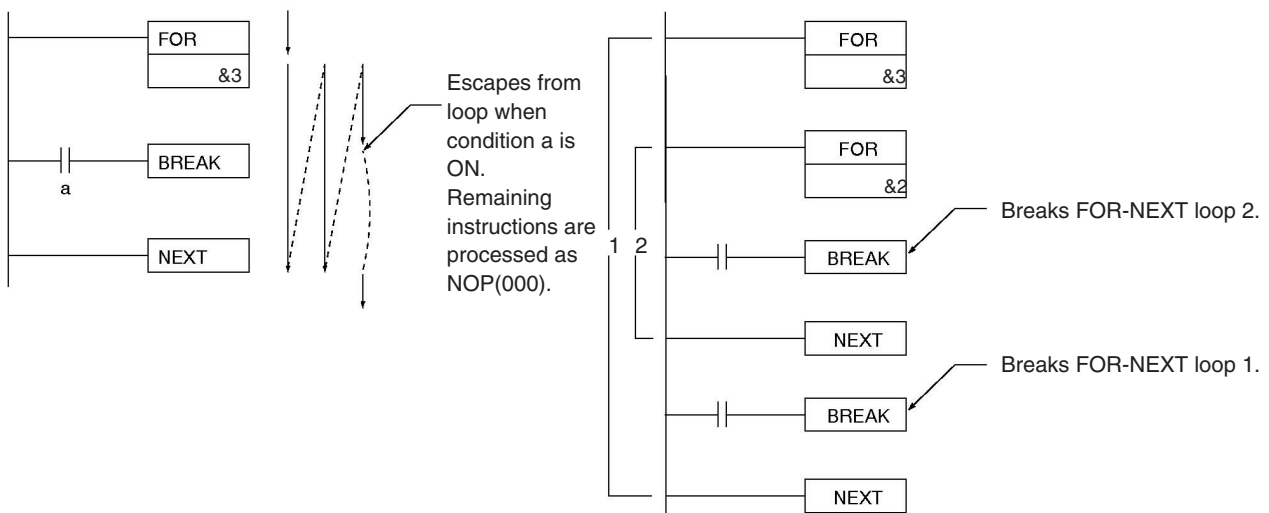 FOR
&3
BREAK
a
NEXT
Escapes from
loop when
condition a is
ON.
Remaining
instructions are
processed as
NOP(000).
1
2
FOR
&3
FOR
&2
BREAK
Breaks FOR-NEXT loop 2.
NEXT
BREAK
Breaks FOR-NEXT loop 1.
NEXT